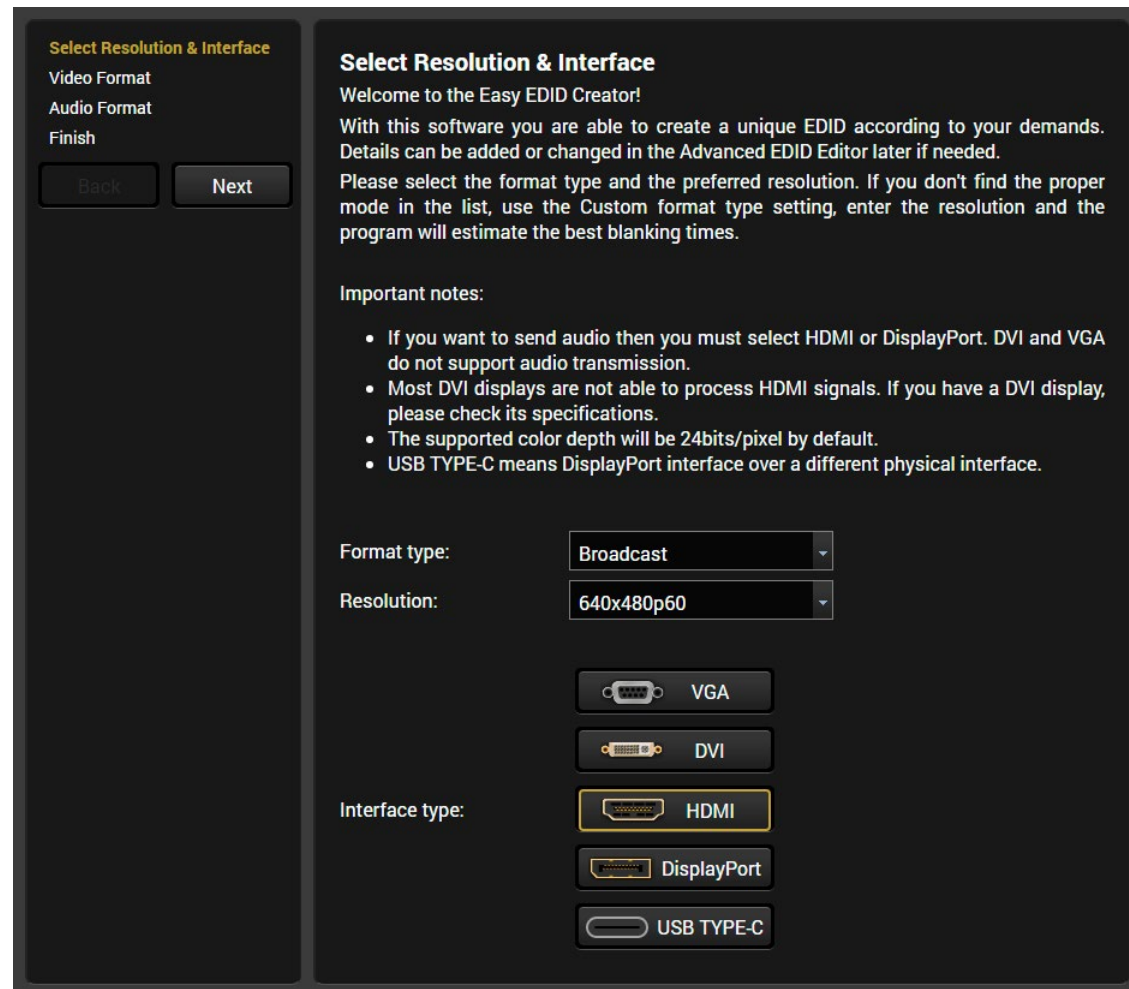 Select Resolution & Interface
Video Format
Audio Format
Finish
Back
Next
Select Resolution & Interface
Welcome to the Easy EDID Creator!
With this software you are able to create a unique EDID according to your demands.
Details can be added or changed in the Advanced EDID Editor later if needed.
Please select the format type and the preferred resolution. If you don't find the proper
mode in the list, use the Custom format type setting, enter the resolution and the
program will estimate the best blanking times.
Important notes:
• If you want to send audio then you must select HDMI or DisplayPort. DVI and VGA
do not support audio transmission.
• Most DVI displays are not able to process HDMI signals. If you have a DVI display,
please check its specifications.
• The supported color depth will be 24bits/pixel by default.
• USB TYPE-C means DisplayPort interface over a different physical interface.
Format type:
Broadcast
Resolution:
640x480p60
VGA
DVI
Interface type:
HDMI
DisplayPort
USB TYPE-C